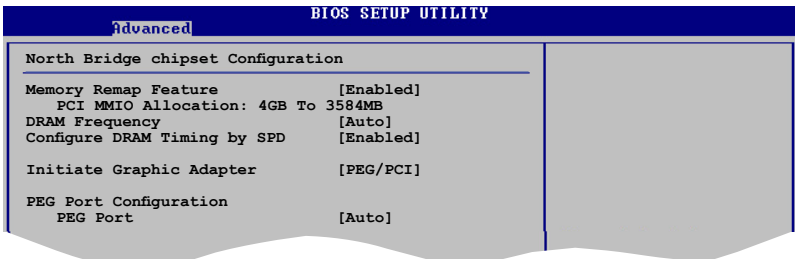 BIOS SETUP UTILITY
Advanced
North Bridge chipset Configuration
Memory Remap Feature [Enabled]
PCI MMIO Allocation: 4GB To 3584MB
DRAM Frequency [Auto]
Configure DRAM Timing by SPD [Enabled]
Initiate Graphic Adapter [PEG/PCI]
PEG Port Configuration
PEG Port [Auto]